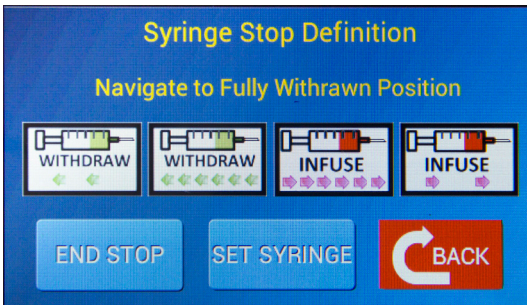 Syringe Stop Definition
Navigate to Fully Withrawn Position
WITHDRAW WITHDRAW INFUSE INFUSE
END STOP SET SYRINGE BACK